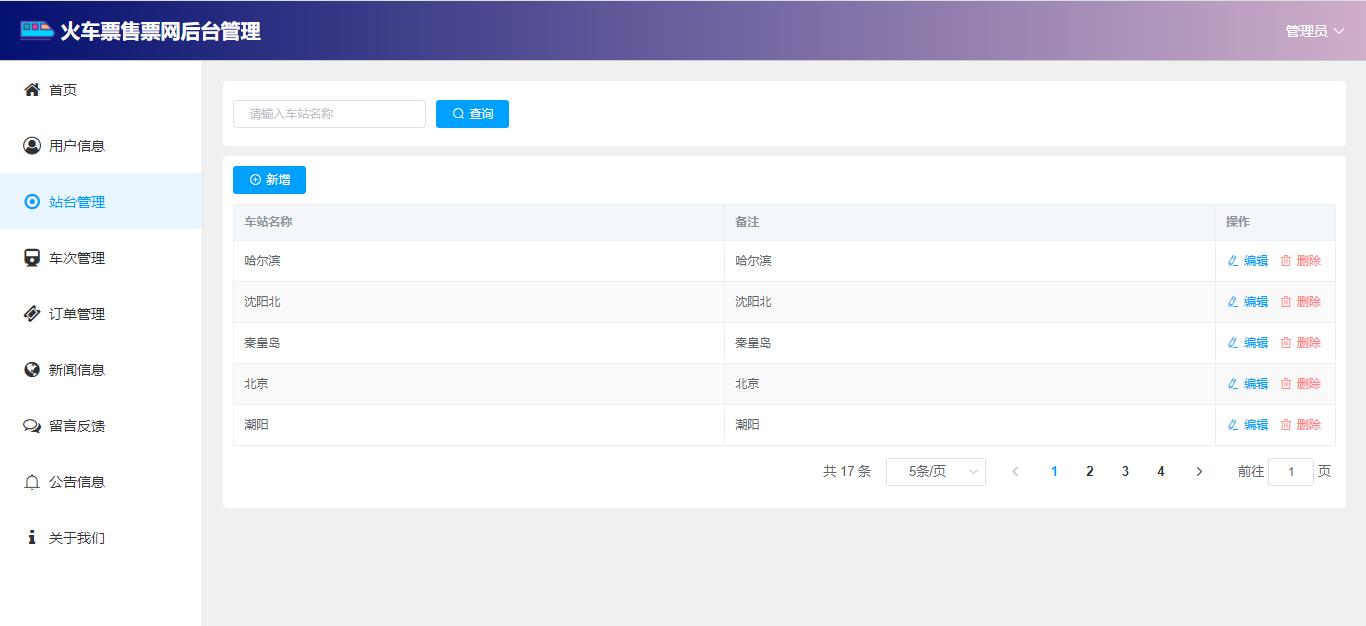 火车票售票网后台管理
管理员
首页
用户信息
站台管理
车次管理
订单管理
新闻信息
留言反馈
公告信息
关于我们
请输入车站名称 查询
新增
车站名称 备注 操作
哈尔滨 哈尔滨 编辑 删除
沈阳北 沈阳北 编辑 删除
秦皇岛 秦皇岛 编辑 删除
北京 北京 编辑 删除
潮阳 潮阳 编辑 删除
共 17 条 5条/页 1 2 3 4 前往 1 页